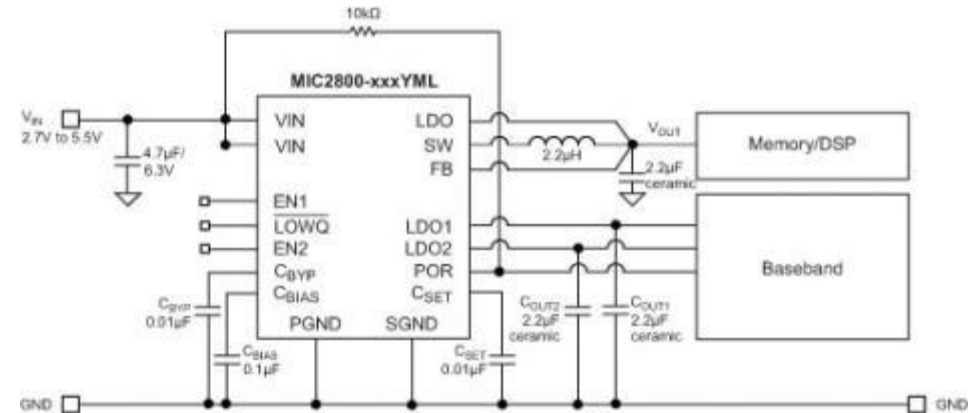 10kΩ
MIC2800-xxxYML
VIN
2.7V to 5.5V
4.7µF/
6.3V
VIN
VIN
EN1
LOWQ
EN2
CBYP
CBIAS
PGND
SGND
LDO
SW
FB
LDO1
LDO2
POR
CSET
2.2µH
VOUT
2.2µF
ceramic
Memory/DSP
Baseband
CBYP
0.01µF
CBIAS
0.1µF
CSET
0.01µF
COUT2
2.2µF
ceramic
COUT1
2.2µF
ceramic
GND
GND